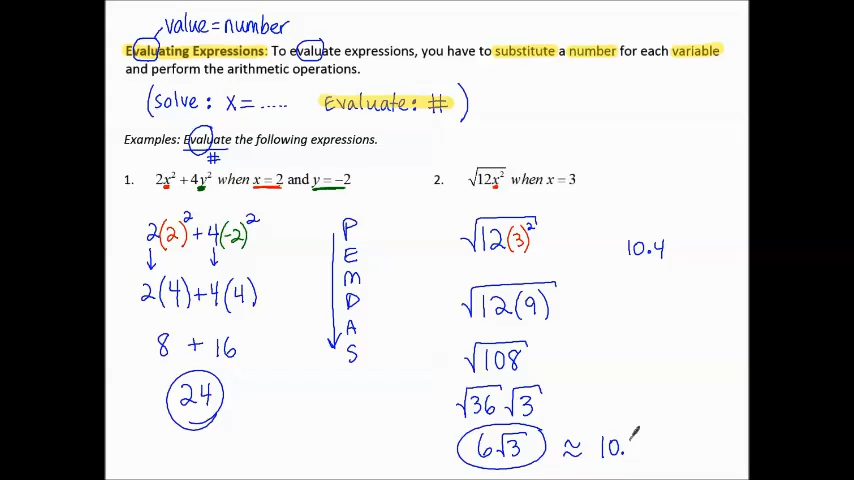 value = number
Evaluating Expressions: To evaluate expressions, you have to substitute a number for each variable
and perform the arithmetic operations.
(solve: x = ..... Evaluate: #)
Examples: Evaluate the following expressions.
#
1. 2x² + 4y² when x = 2 and y = −2
2(2)² + 4(-2)²
2(4) + 4(4)
8 + 16
24
P
E
M
D
A
S
2. √12x² when x = 3
√12(3)²
10.4
√12(9)
√108
√36 √3
6√3 ≈ 10.